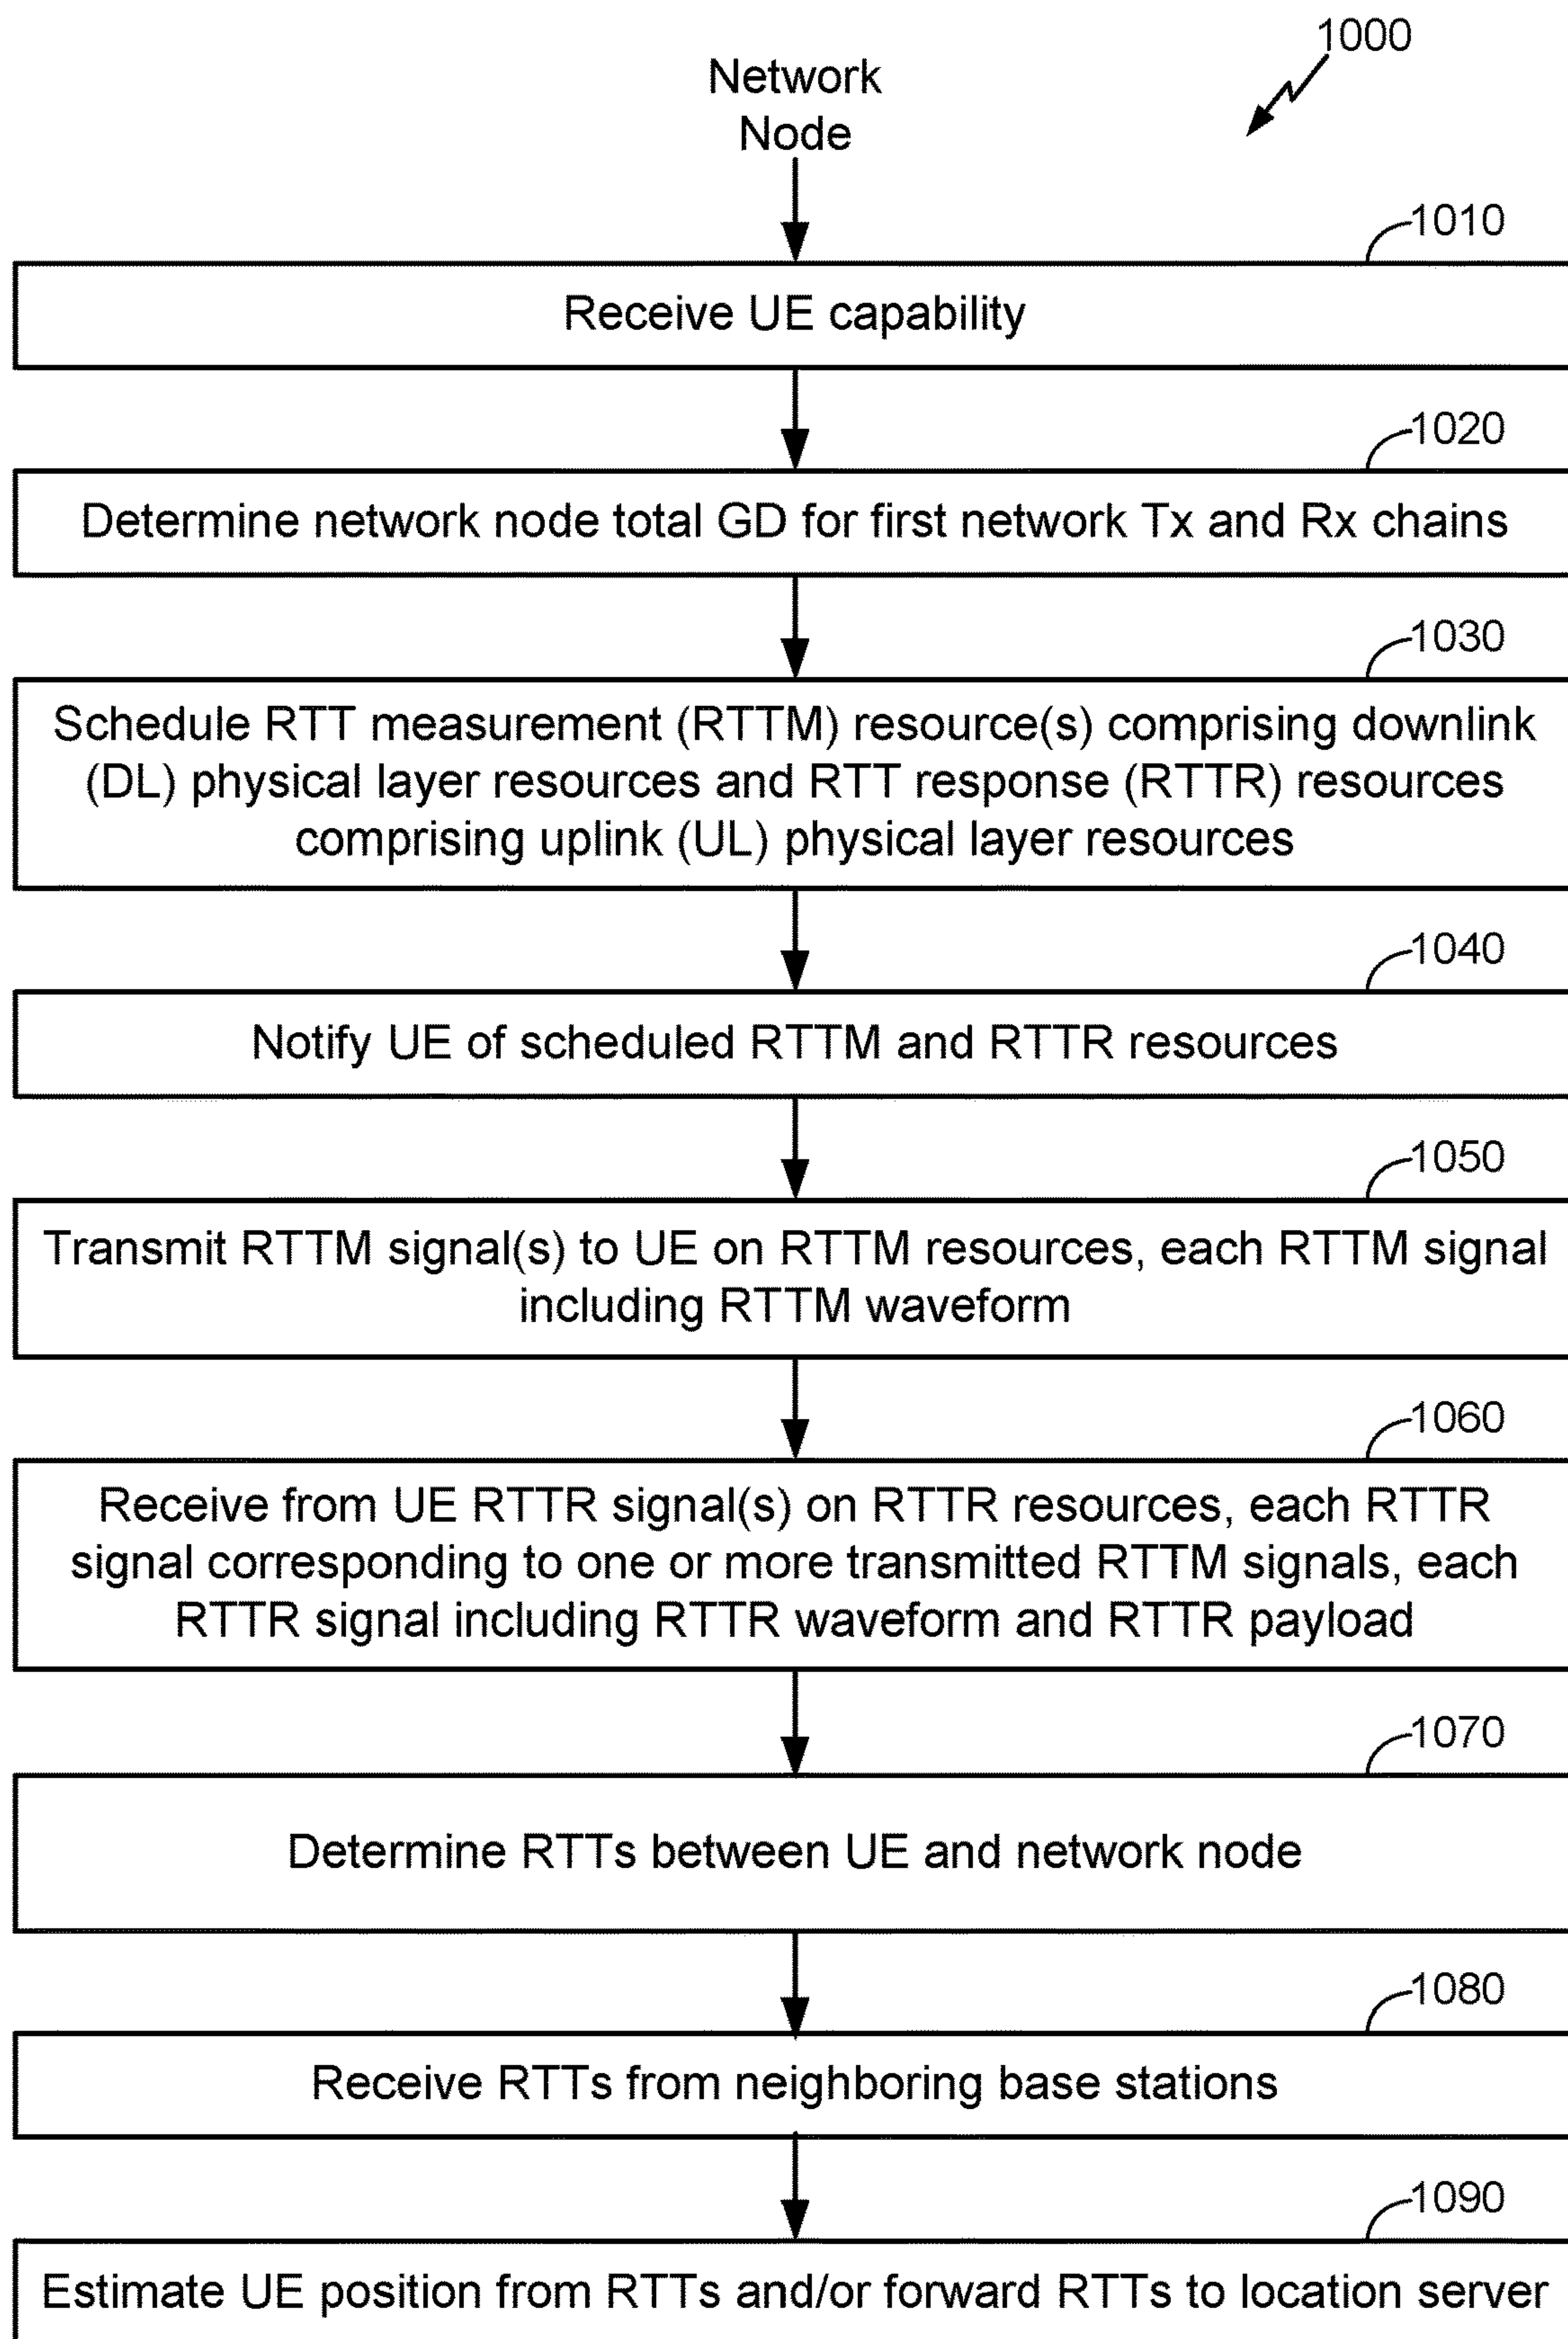 1000
Network
Node
1010
Receive UE capability
1020
Determine network node total GD for first network Tx and Rx chains
1030
Schedule RTT measurement (RTTM) resource(s) comprising downlink
(DL) physical layer resources and RTT response (RTTR) resources
comprising uplink (UL) physical layer resources
1040
Notify UE of scheduled RTTM and RTTR resources
1050
Transmit RTTM signal(s) to UE on RTTM resources, each RTTM signal
including RTTM waveform
1060
Receive from UE RTTR signal(s) on RTTR resources, each RTTR
signal corresponding to one or more transmitted RTTM signals, each
RTTR signal including RTTR waveform and RTTR payload
1070
Determine RTTs between UE and network node
1080
Receive RTTs from neighboring base stations
1090
Estimate UE position from RTTs and/or forward RTTs to location server